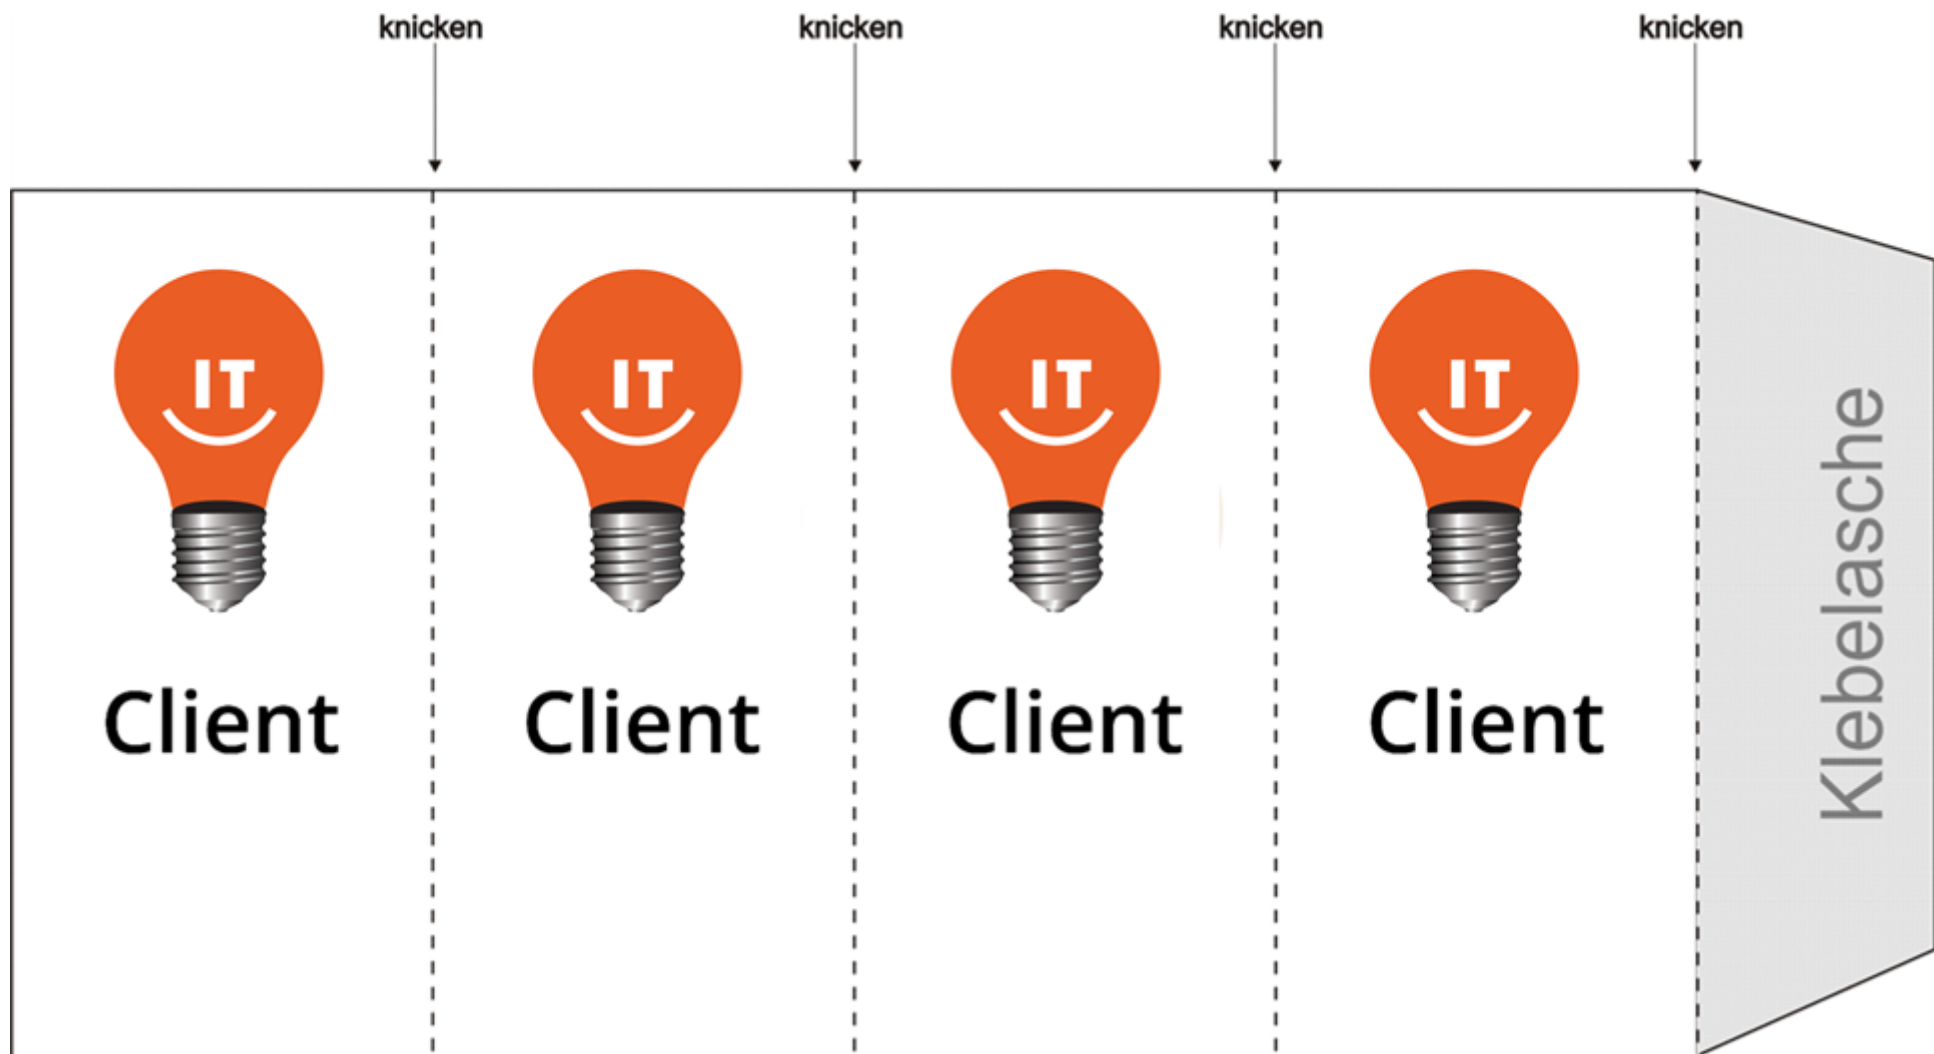 knicken knicken knicken knicken
IT IT IT IT
Client Client Client Client
Klebelasche